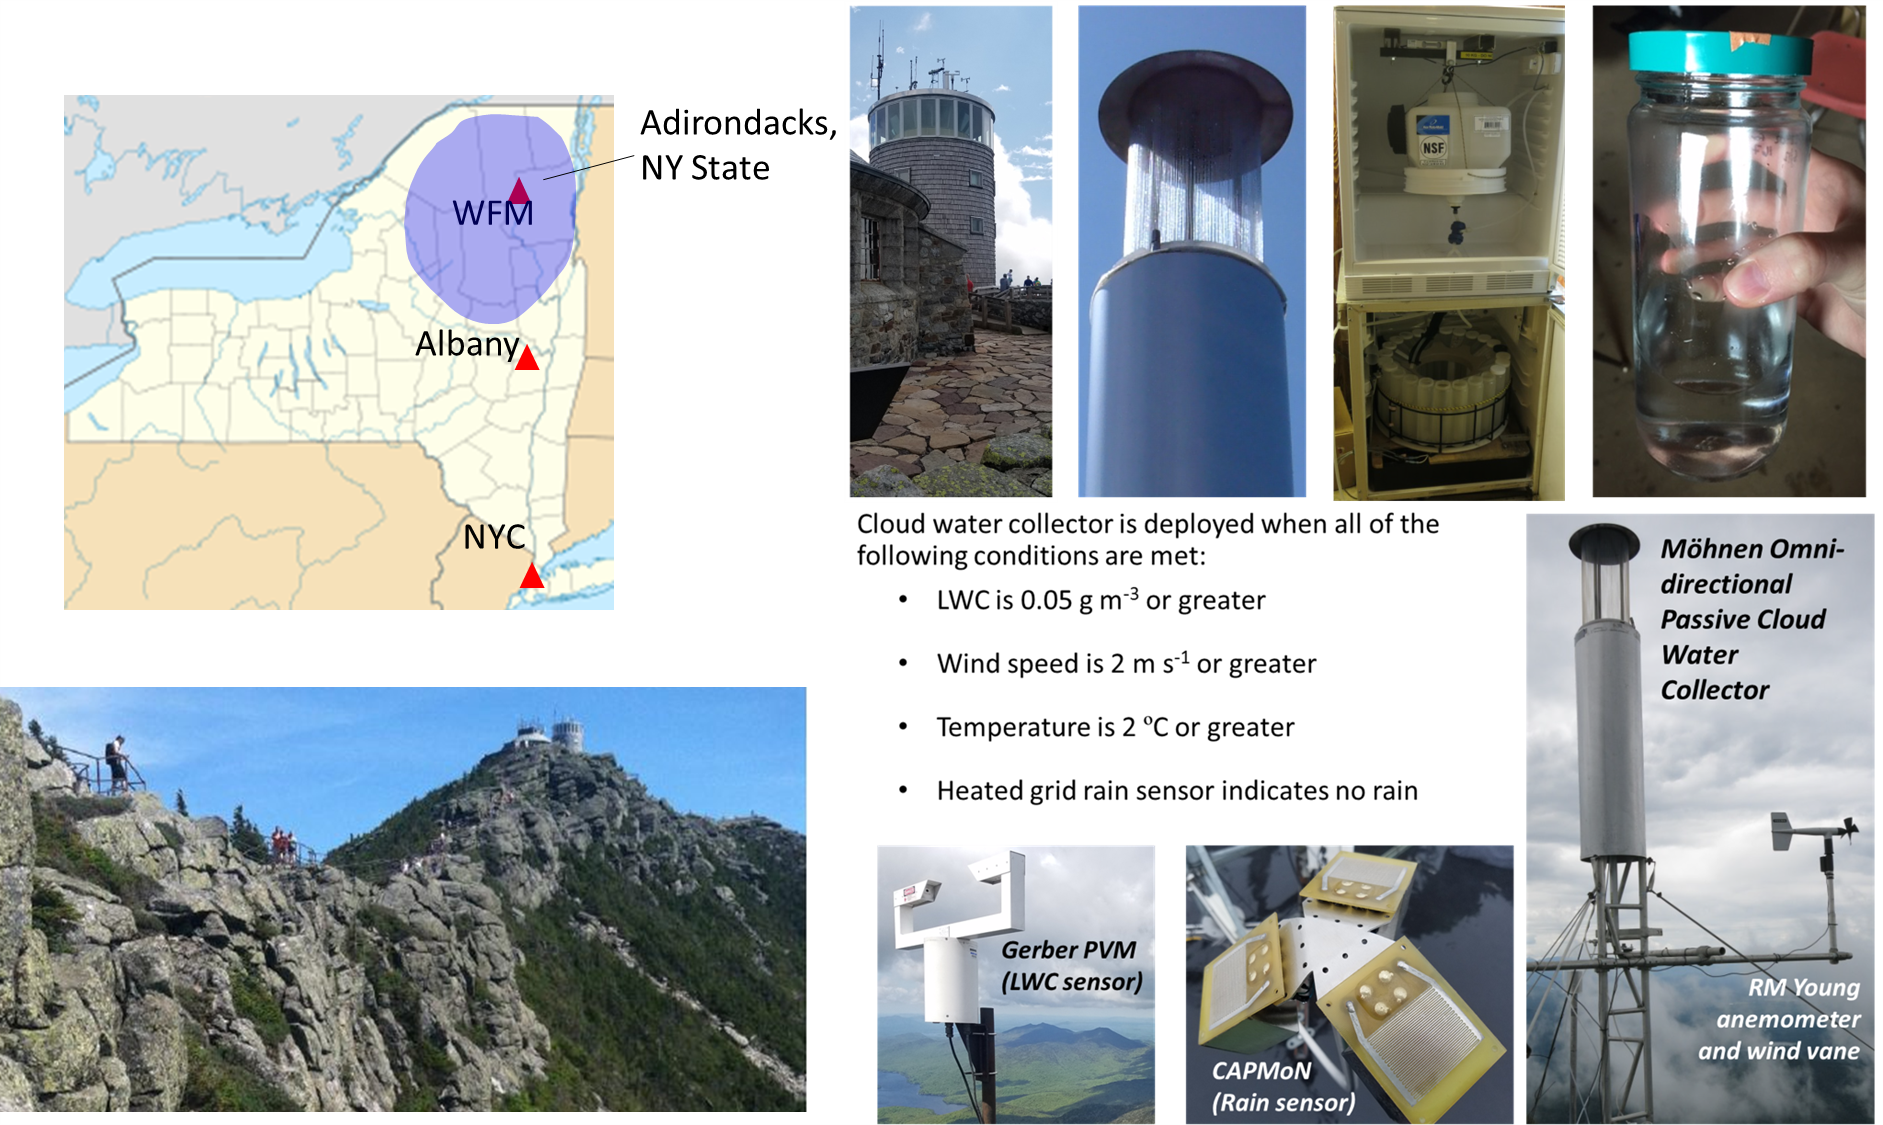 Adirondacks,
NY State
WFM
Albany
NYC
NSF
Cloud water collector is deployed when all of the
following conditions are met:
• LWC is 0.05 g m⁻³ or greater
• Wind speed is 2 m s⁻¹ or greater
• Temperature is 2 ºC or greater
• Heated grid rain sensor indicates no rain
Möhnen Omni-
directional
Passive Cloud
Water
Collector
Gerber PVM
(LWC sensor)
CAPMoN
(Rain sensor)
RM Young
anemometer
and wind vane